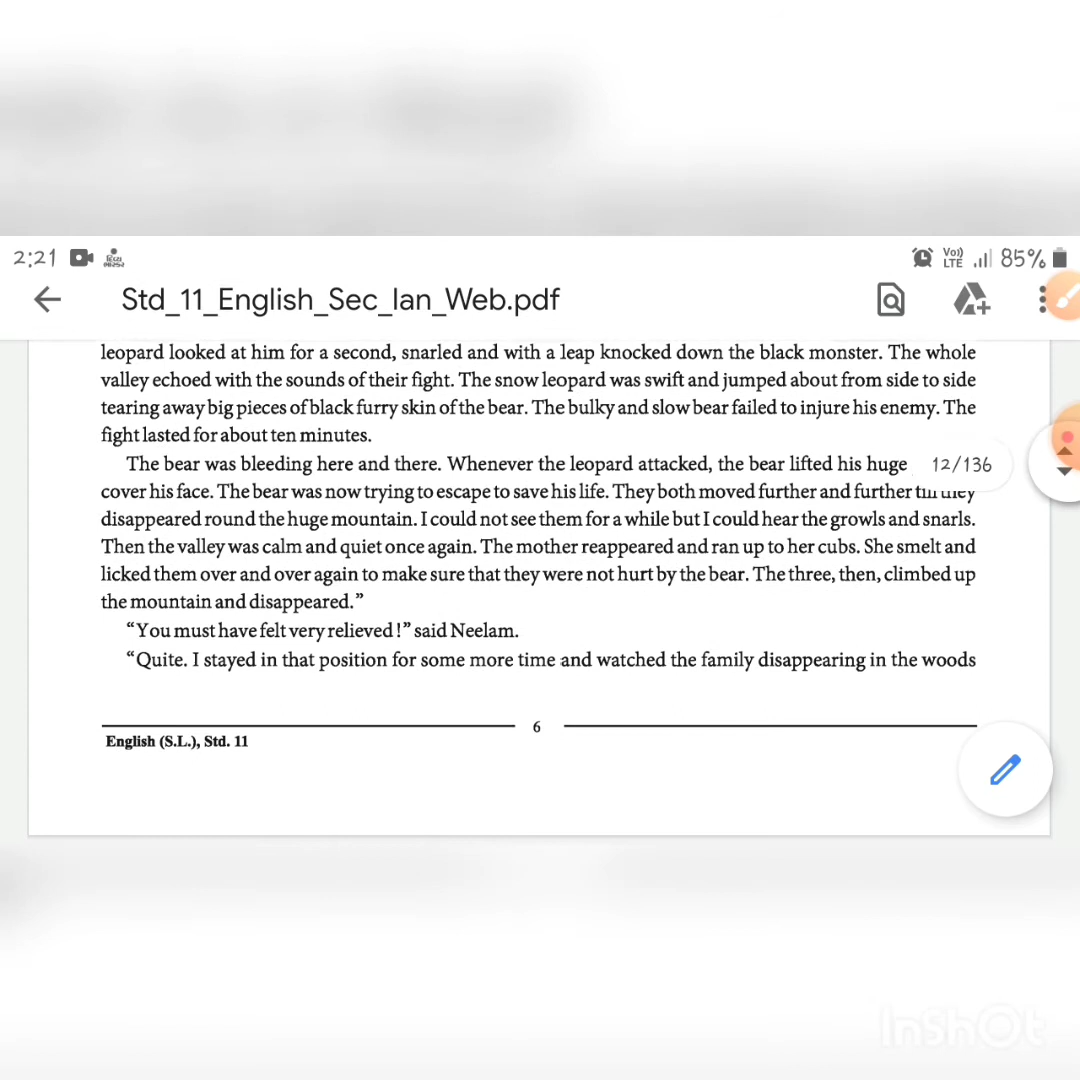 2:21
Vo)) LTE 85%
Std_11_English_Sec_lan_Web.pdf
leopard looked at him for a second, snarled and with a leap knocked down the black monster. The whole
valley echoed with the sounds of their fight. The snow leopard was swift and jumped about from side to side
tearing away big pieces of black furry skin of the bear. The bulky and slow bear failed to injure his enemy. The
fight lasted for about ten minutes.
The bear was bleeding here and there. Whenever the leopard attacked, the bear lifted his huge
12/136
cover his face. The bear was now trying to escape to save his life. They both moved further and further till they
disappeared round the huge mountain. I could not see them for a while but I could hear the growls and snarls.
Then the valley was calm and quiet once again. The mother reappeared and ran up to her cubs. She smelt and
licked them over and over again to make sure that they were not hurt by the bear. The three, then, climbed up
the mountain and disappeared.”
“You must have felt very relieved !” said Neelam.
“Quite. I stayed in that position for some more time and watched the family disappearing in the woods
6
English (S.L.), Std. 11
InShOt